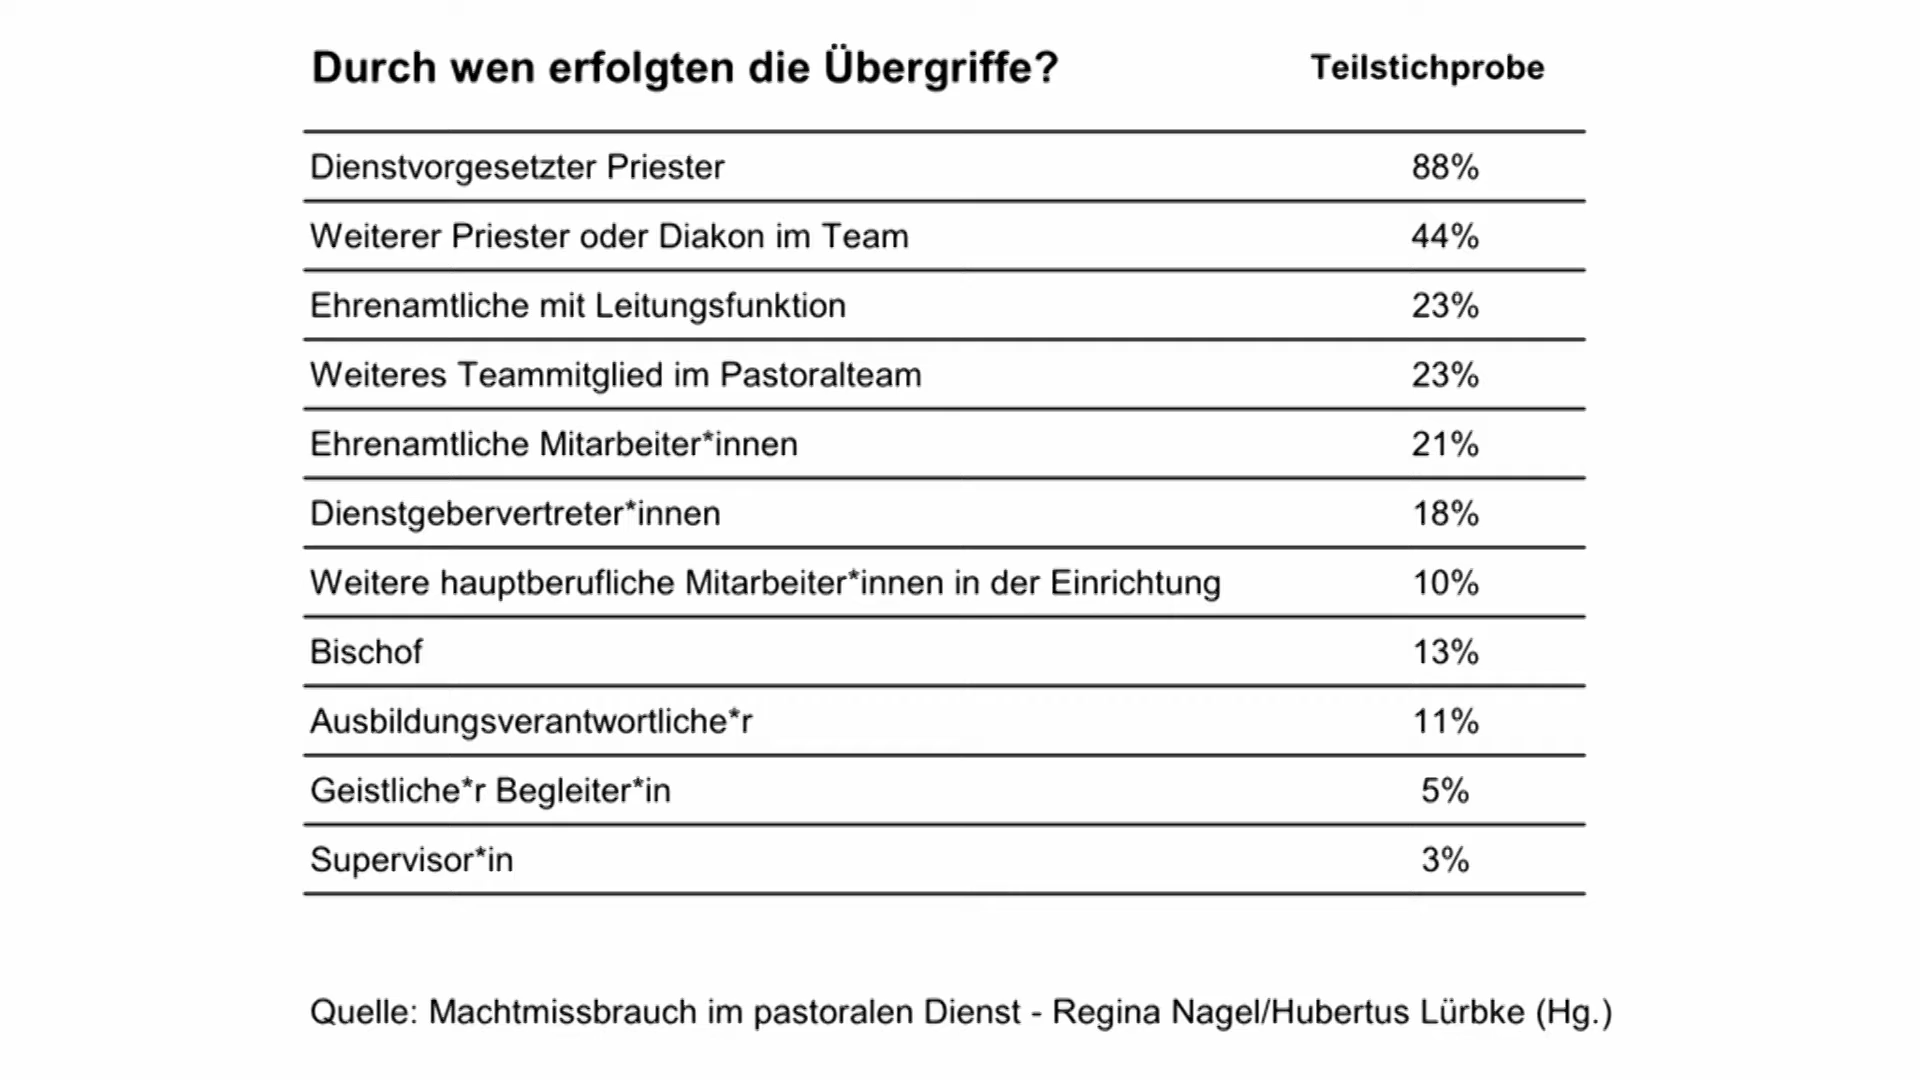 Durch wen erfolgten die Übergriffe? Teilstichprobe
Dienstvorgesetzter Priester 88%
Weiterer Priester oder Diakon im Team 44%
Ehrenamtliche mit Leitungsfunktion 23%
Weiteres Teammitglied im Pastoralteam 23%
Ehrenamtliche Mitarbeiter*innen 21%
Dienstgebervertreter*innen 18%
Weitere hauptberufliche Mitarbeiter*innen in der Einrichtung 10%
Bischof 13%
Ausbildungsverantwortliche*r 11%
Geistliche*r Begleiter*in 5%
Supervisor*in 3%
Quelle: Machtmissbrauch im pastoralen Dienst - Regina Nagel/Hubertus Lürbke (Hg.)